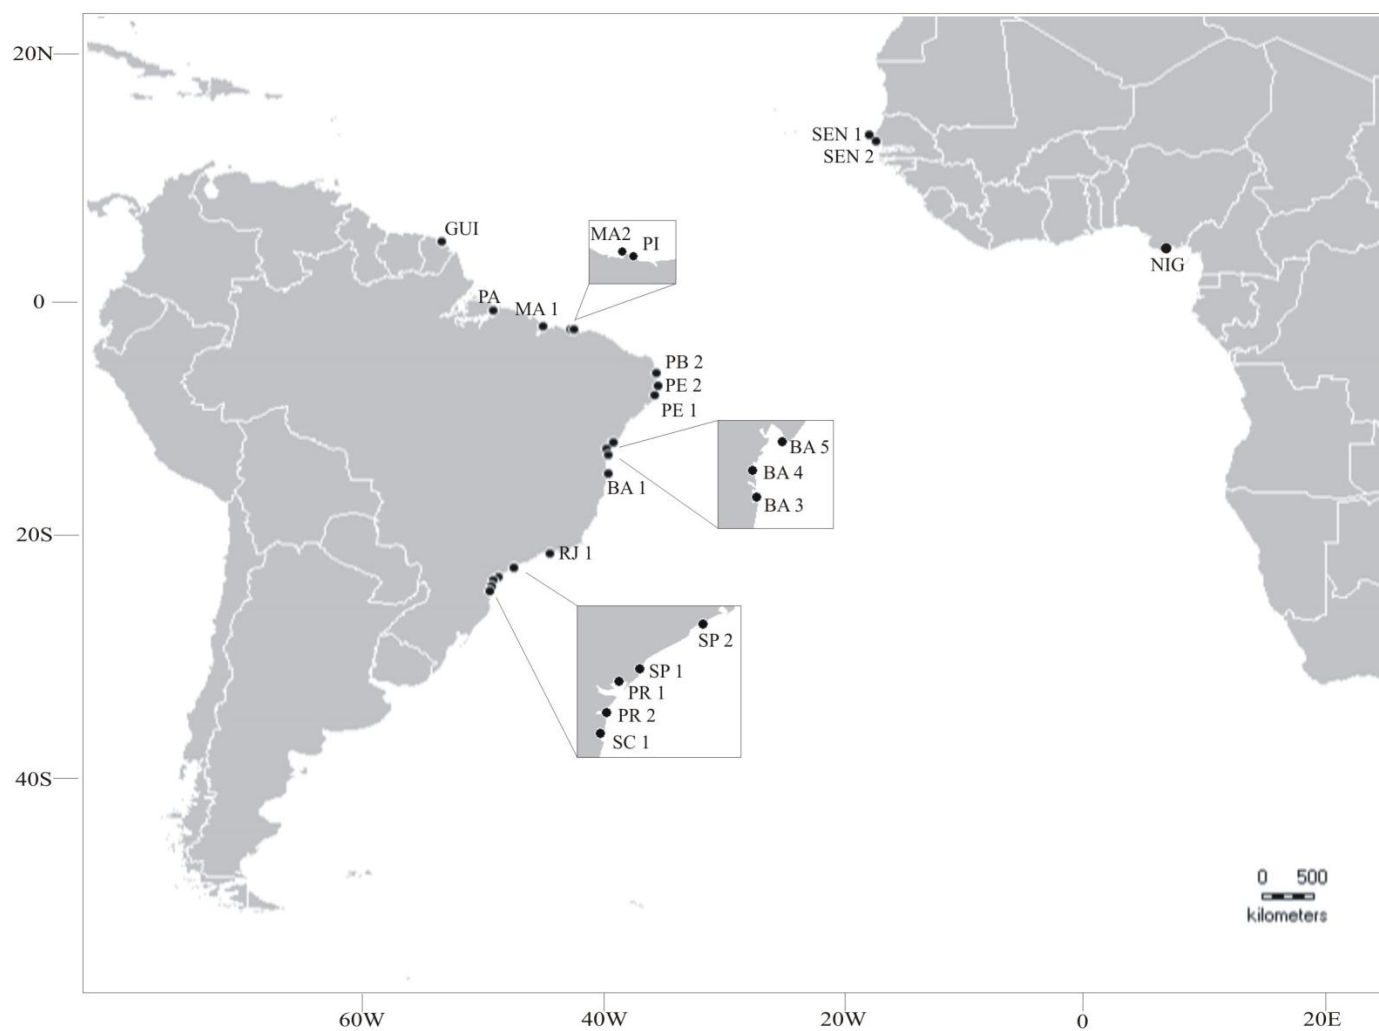 20N
SEN 1
SEN 2
GUI
MA2
PI
NIG
0
PA
MA 1
PB 2
PE 2
PE 1
BA 5
BA 4
BA 3
BA 1
20S
RJ 1
SP 2
SP 1
PR 1
PR 2
SC 1
40S
0 500
kilometers
60W 40W 20W 0 20E